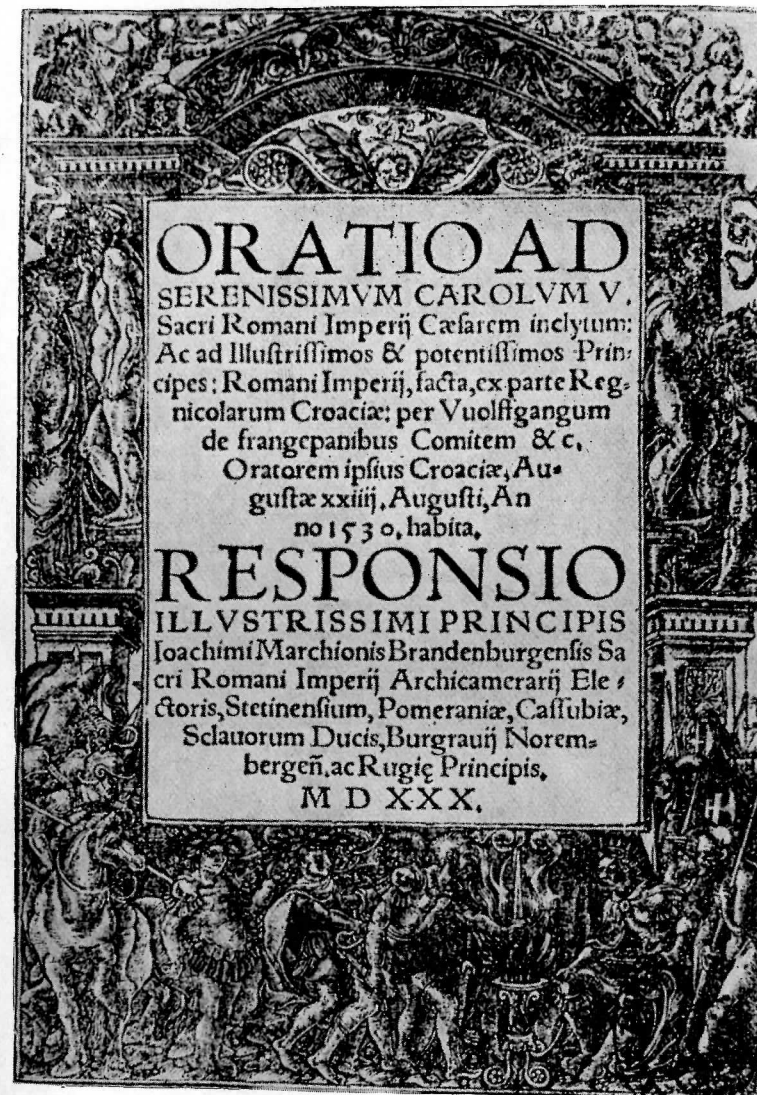 ORATIO AD
SERENISSIMVM CAROLVM V.
Sacri Romani Imperij Cæſarem inclytum:
Ac ad Illuſtriſſimos & potentiſſimos Prin-
cipes: Romani Imperij, facta, ex parte Reg-
nicolarum Croaciæ: per Vuolffgangum
de frangepanibus Comitem &c.
Oratorem ipſius Croaciæ, Au-
guſtæ xxiiij. Auguſti, An
no 1530. habita.
RESPONSIO
ILLVSTRISSIMI PRINCIPIS
Joachimi Marchionis Brandenburgenſis Sa
cri Romani Imperij Archicamerarij Ele-
ctoris, Stetinenſium, Pomeraniæ, Caſſubiæ,
Sclauorum Ducis, Burgrauij Norem-
bergeñ. ac Rugię Principis.
M D XXX.